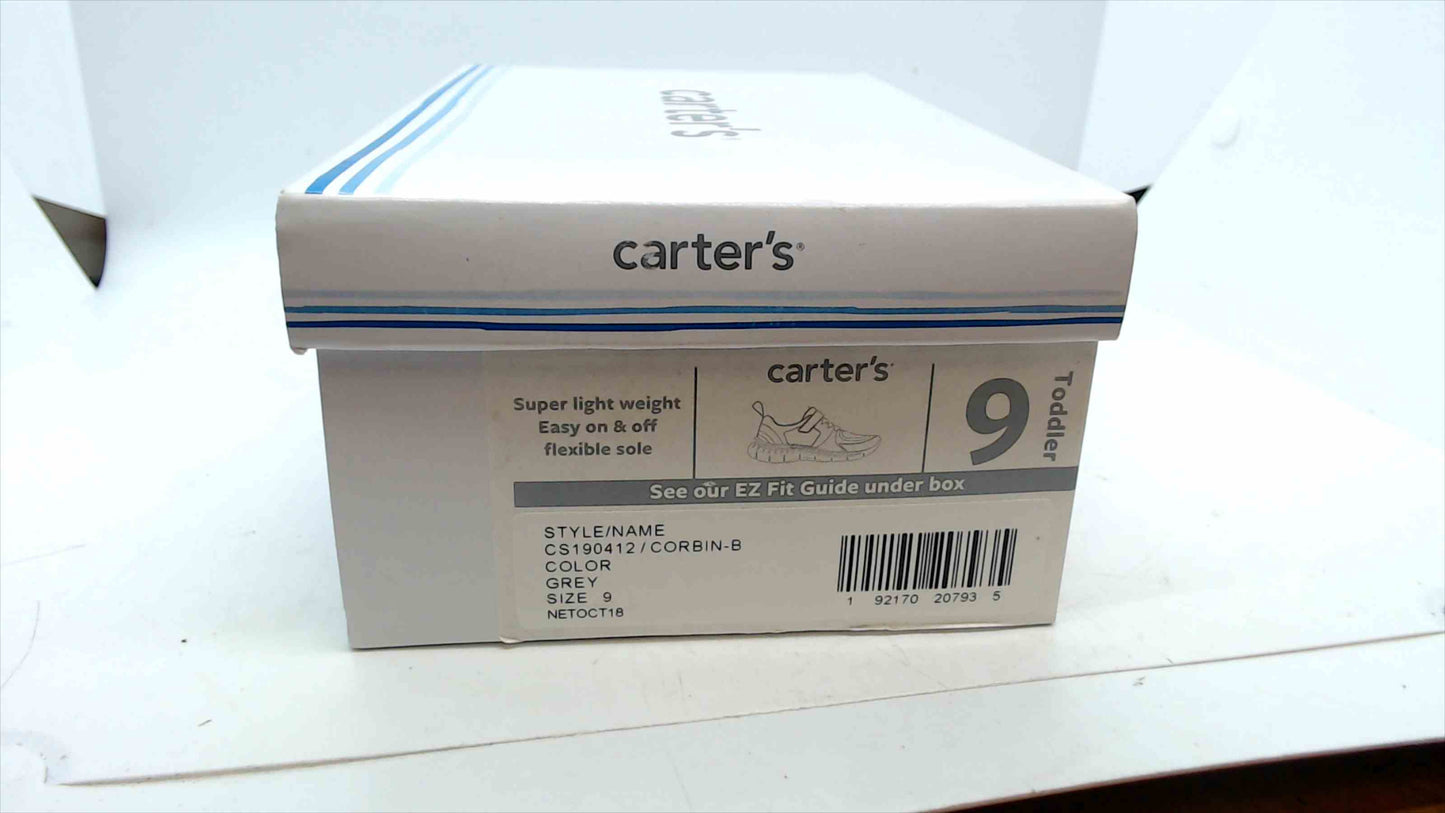 carter's
carter's®
carter's
Super light weight
Easy on & off
flexible sole
9
Toddler
See our EZ Fit Guide under box
STYLE/NAME
CS190412 / CORBIN-B
COLOR
GREY
SIZE 9
NETOCT18
1 92170 20793 5